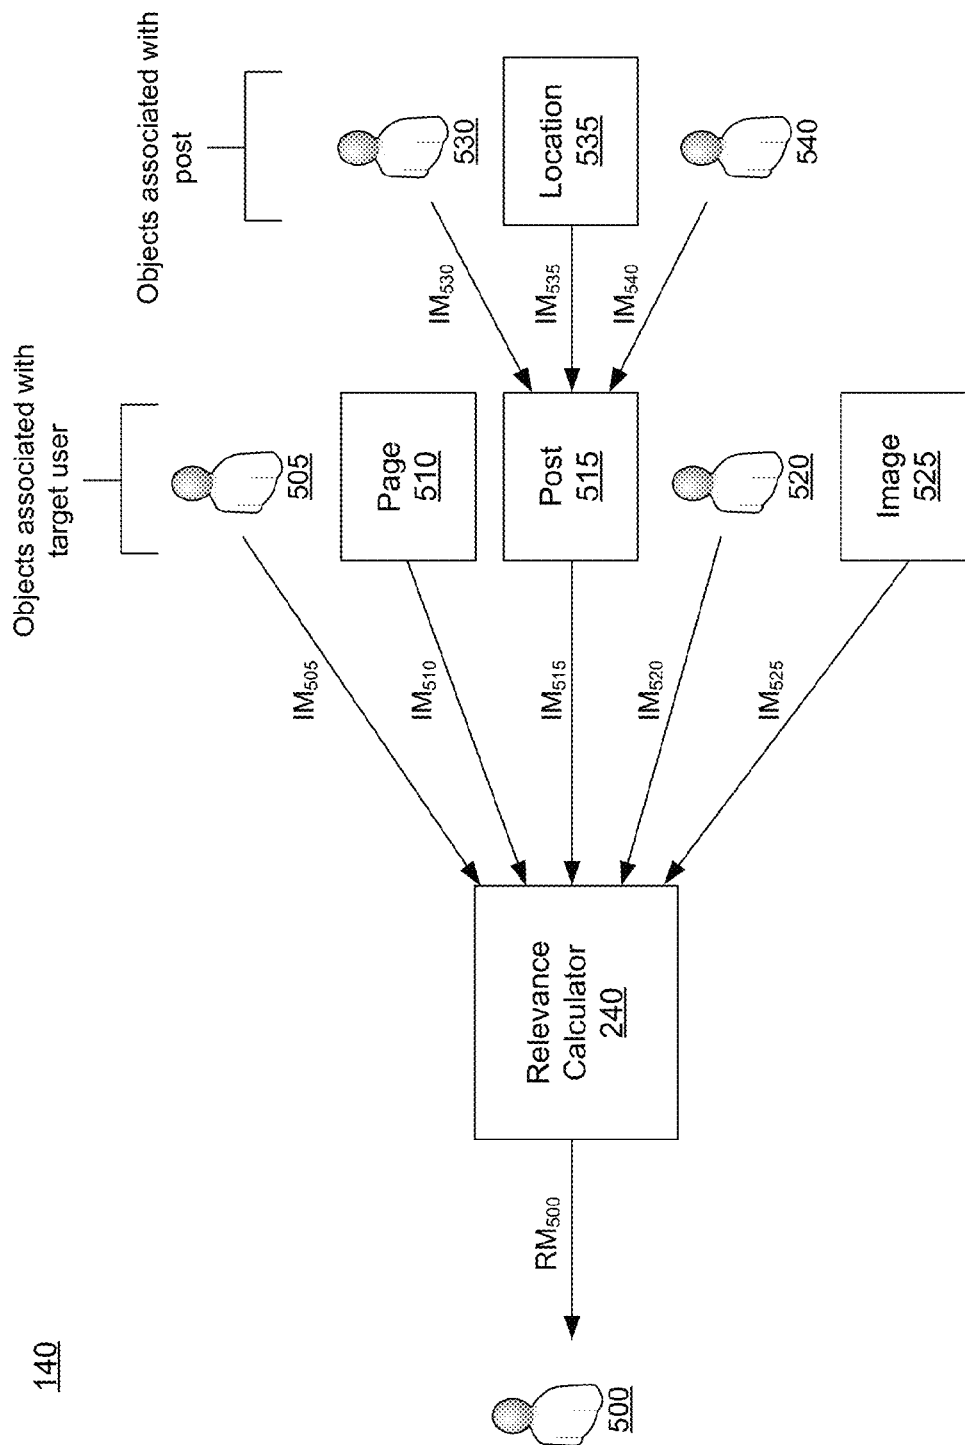 140
Objects associated with
target user
Objects associated with
post
505
530
Page
510
Location
535
Post
515
540
520
Image
525
IM505
IM510
IM515
IM520
IM525
IM530
IM535
IM540
Relevance
Calculator
240
RM500
500